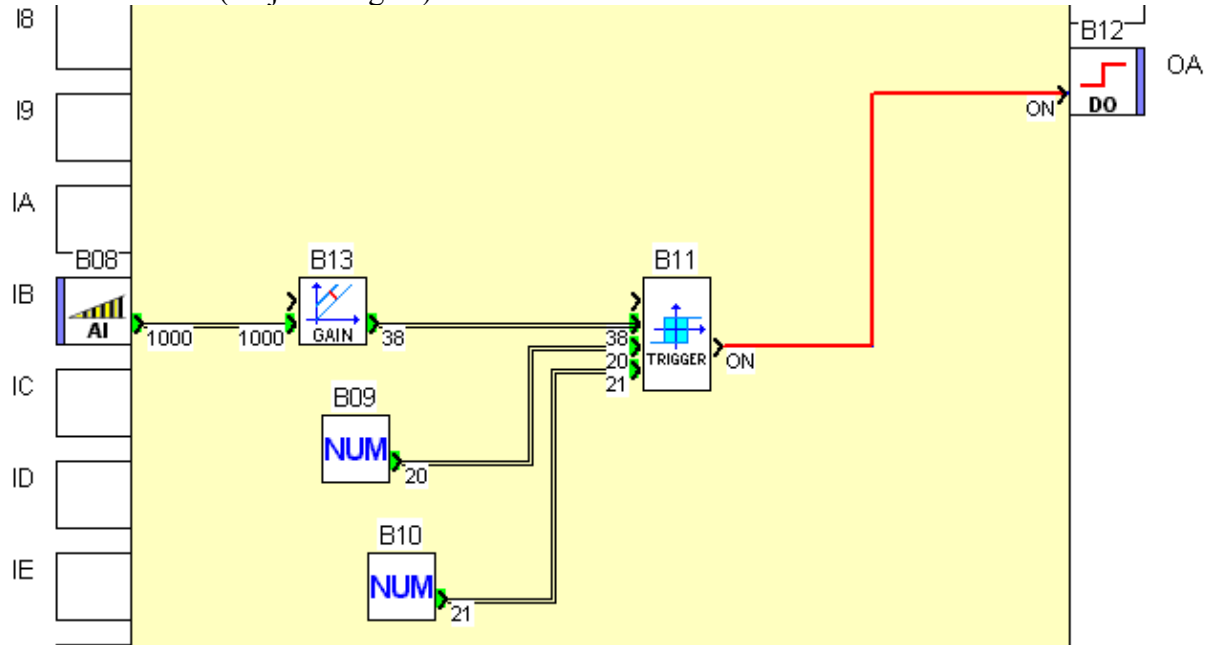 I8
B12
OA
ON
DO
I9
IA
B08
B13
B11
IB
AI
1000
1000
GAIN
38
38
20
21
TRIGGER
ON
IC
B09
NUM
20
ID
B10
NUM
21
IE